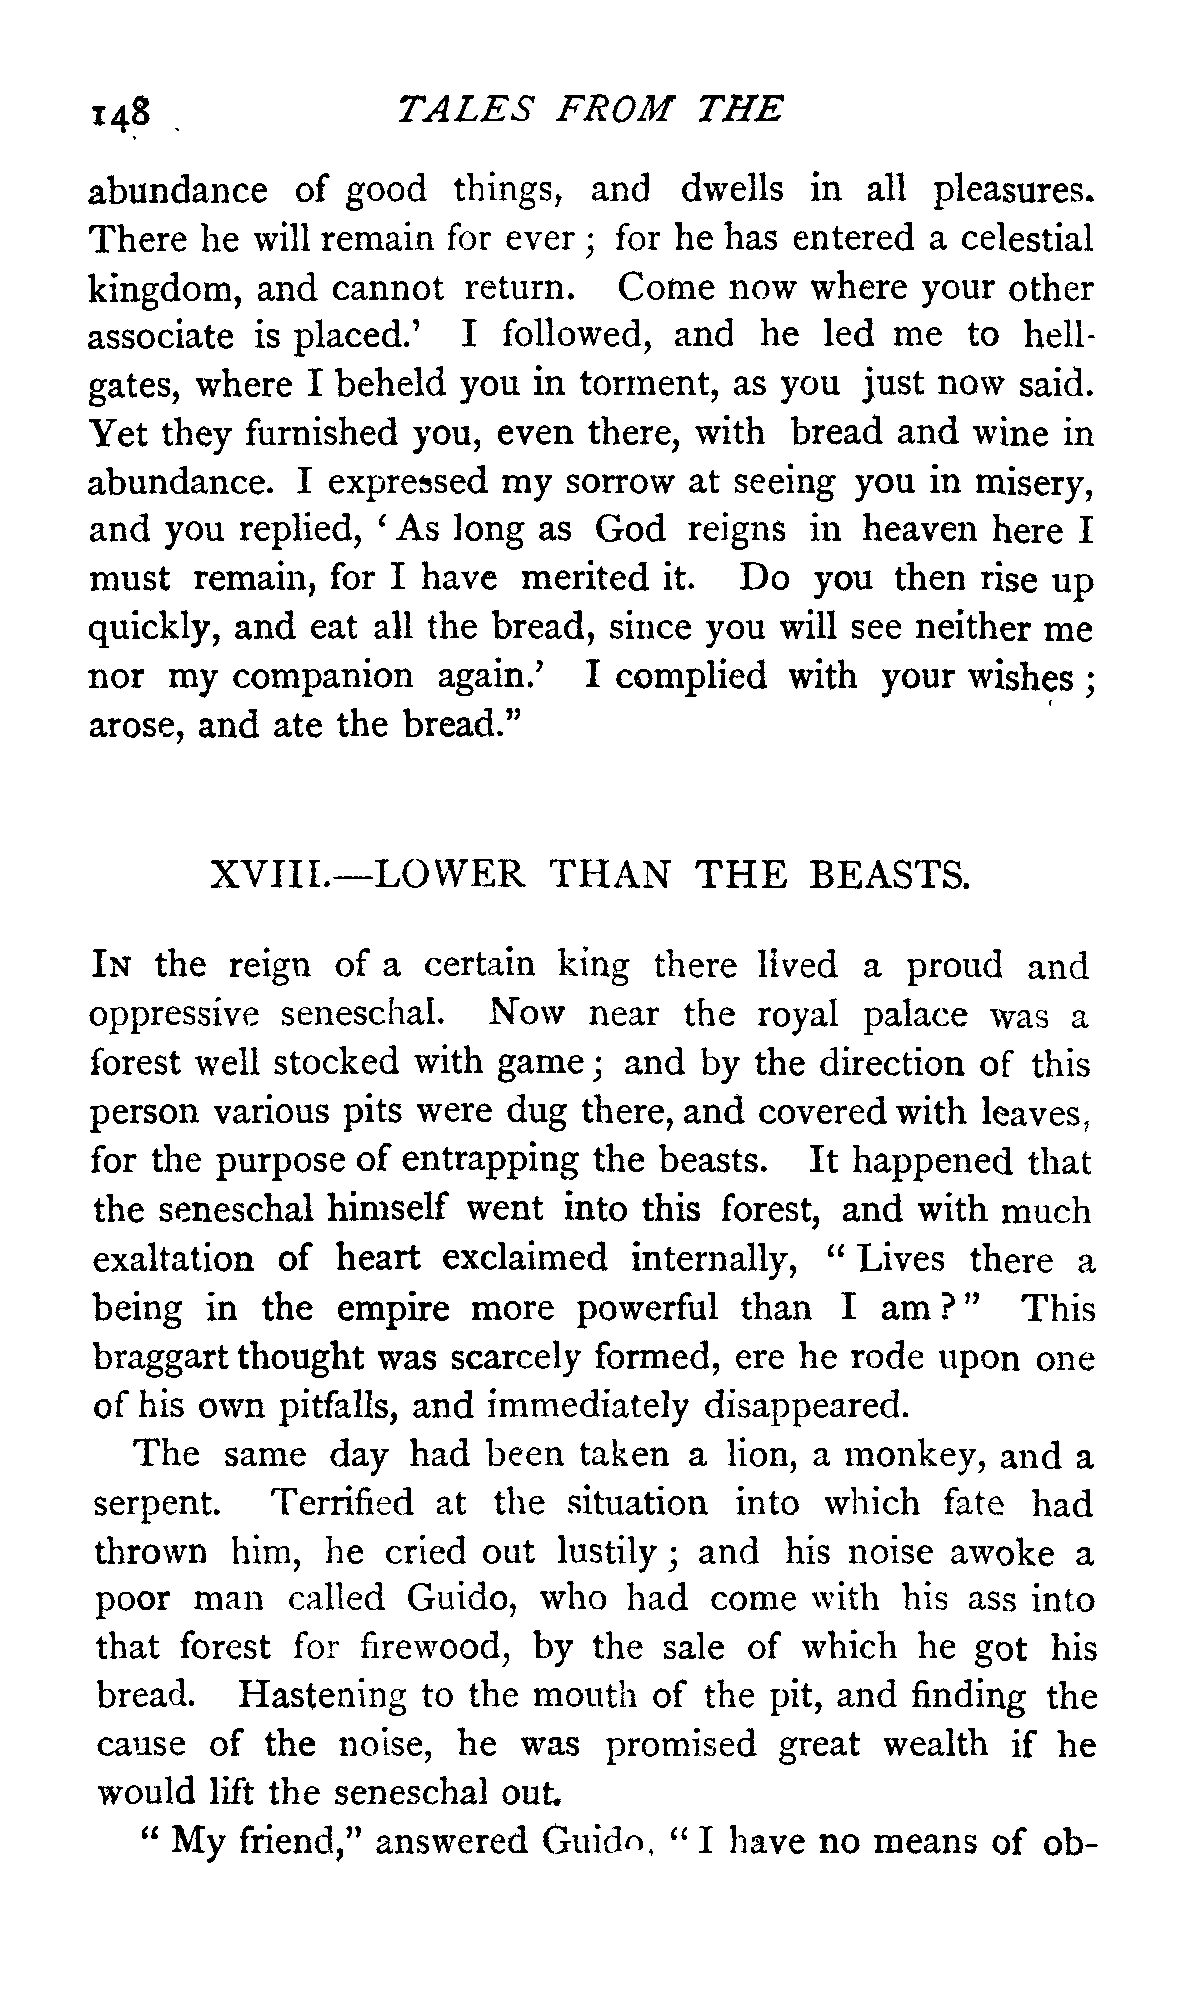 148 TALES FROM THE
abundance of good things, and dwells in all pleasures.
There he will remain for ever ; for he has entered a celestial
kingdom, and cannot return. Come now where your other
associate is placed.’ I followed, and he led me to hell-
gates, where I beheld you in torment, as you just now said.
Yet they furnished you, even there, with bread and wine in
abundance. I expressed my sorrow at seeing you in misery,
and you replied, ‘ As long as God reigns in heaven here I
must remain, for I have merited it. Do you then rise up
quickly, and eat all the bread, since you will see neither me
nor my companion again.’ I complied with your wishes ;
arose, and ate the bread.”
XVIII.—LOWER THAN THE BEASTS.
IN the reign of a certain king there lived a proud and
oppressive seneschal. Now near the royal palace was a
forest well stocked with game ; and by the direction of this
person various pits were dug there, and covered with leaves,
for the purpose of entrapping the beasts. It happened that
the seneschal himself went into this forest, and with much
exaltation of heart exclaimed internally, “ Lives there a
being in the empire more powerful than I am ? ” This
braggart thought was scarcely formed, ere he rode upon one
of his own pitfalls, and immediately disappeared.
The same day had been taken a lion, a monkey, and a
serpent. Terrified at the situation into which fate had
thrown him, he cried out lustily ; and his noise awoke a
poor man called Guido, who had come with his ass into
that forest for firewood, by the sale of which he got his
bread. Hastening to the mouth of the pit, and finding the
cause of the noise, he was promised great wealth if he
would lift the seneschal out.
“ My friend,” answered Guido, “ I have no means of ob-